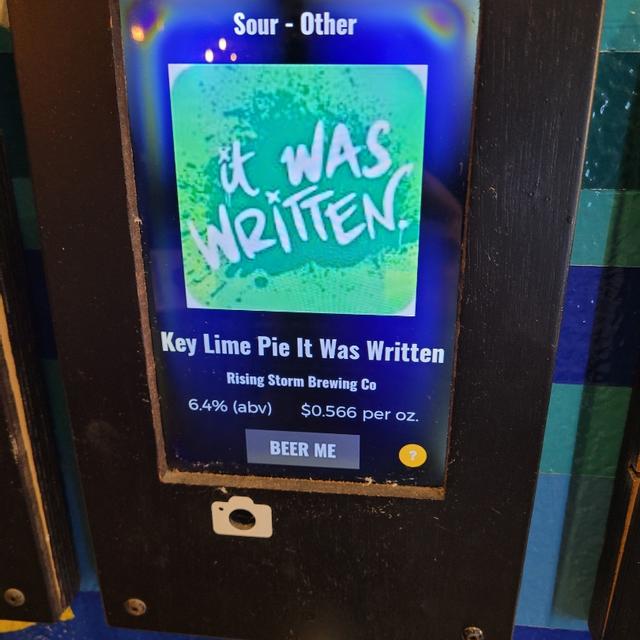 Sour - Other
it WAS
WRITTEN.
Key Lime Pie It Was Written
Rising Storm Brewing Co
6.4% (abv) $0.566 per oz.
BEER ME
?